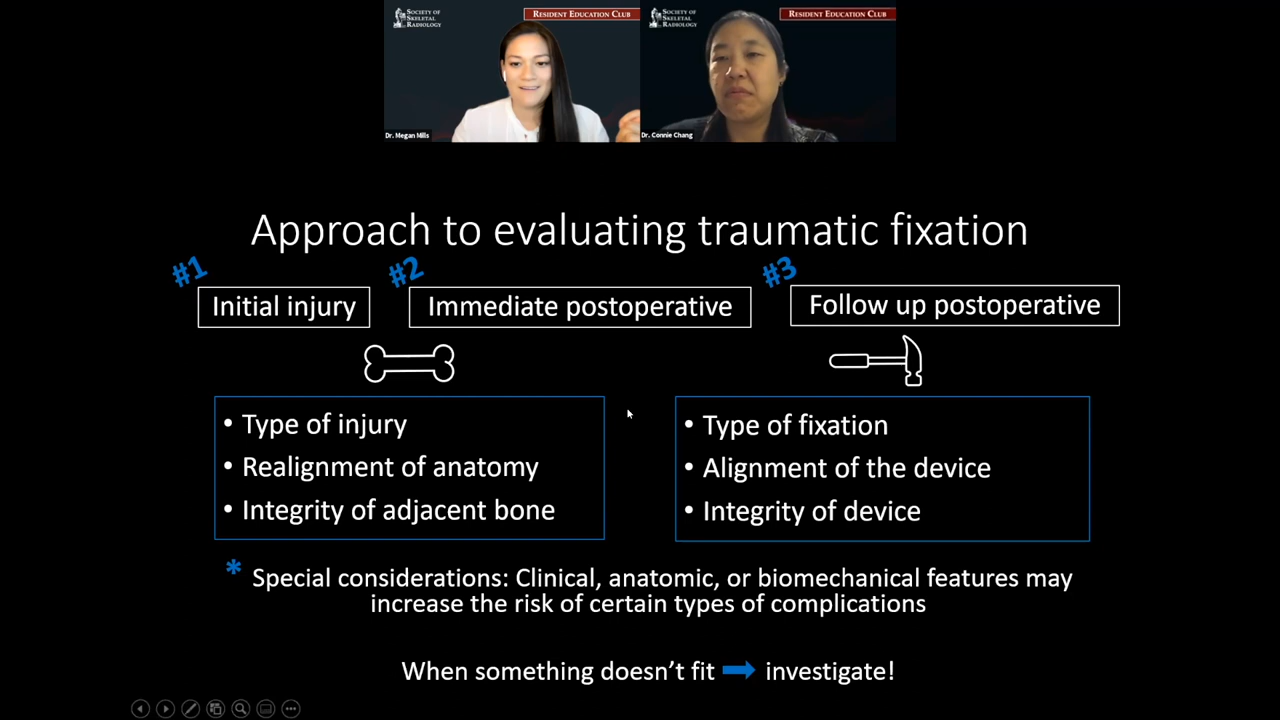 SOCIETY OF
SKELETAL
RADIOLOGY
RESIDENT EDUCATION CLUB
Dr. Megan Mills
SOCIETY OF
SKELETAL
RADIOLOGY
RESIDENT EDUCATION CLUB
Dr. Connie Chang
Approach to evaluating traumatic fixation
#1
Initial injury
#2
Immediate postoperative
#3
Follow up postoperative
• Type of injury
• Realignment of anatomy
• Integrity of adjacent bone
• Type of fixation
• Alignment of the device
• Integrity of device
* Special considerations: Clinical, anatomic, or biomechanical features may
increase the risk of certain types of complications
When something doesn't fit ➡ investigate!